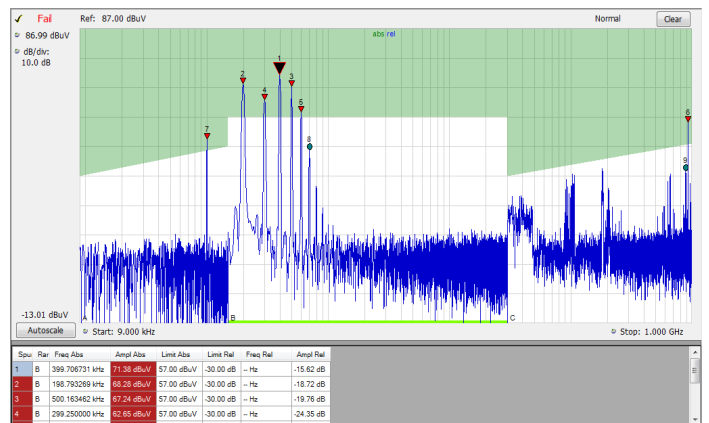 ✓ Fail Ref: 87.00 dBuV Normal Clear
86.99 dBuV abs rel
dB/div:
10.0 dB
1
2
3
4
5
6
7
8
9
-13.01 dBuV A B C
Autoscale Start: 9.000 kHz Stop: 1.000 GHz
Spu Rar Freq Abs Ampl Abs Limit Abs Limit Rel Freq Rel Ampl Rel
1 B 399.706731 kHz 71.38 dBuV 57.00 dBuV -30.00 dB -- Hz -15.62 dB
2 B 198.793269 kHz 68.28 dBuV 57.00 dBuV -30.00 dB -- Hz -18.72 dB
3 B 500.163462 kHz 67.24 dBuV 57.00 dBuV -30.00 dB -- Hz -19.76 dB
4 B 299.250000 kHz 62.65 dBuV 57.00 dBuV -30.00 dB -- Hz -24.35 dB